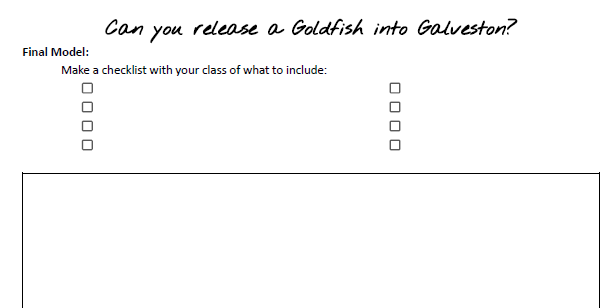 Can you release a Goldfish into Galveston?
Final Model:
Make a checklist with your class of what to include: